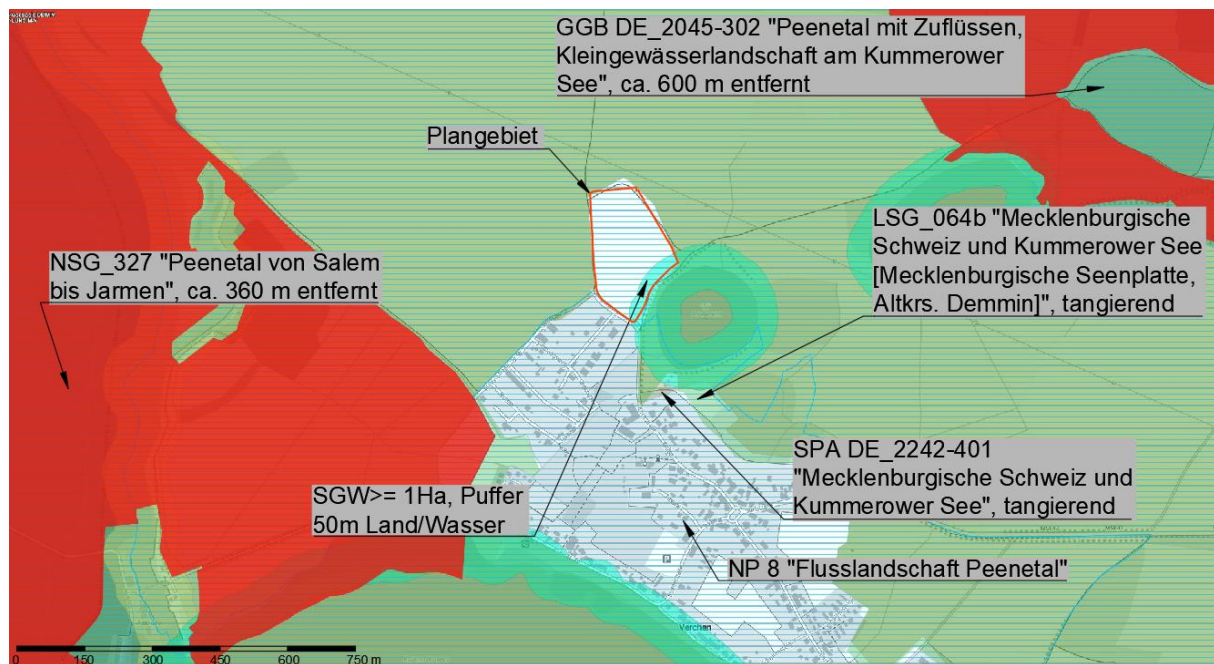 GGB DE_2045-302 "Peenetal mit Zuflüssen,
Kleingewässerlandschaft am Kummerower
See", ca. 600 m entfernt
Plangebiet
LSG_064b "Mecklenburgische
Schweiz und Kummerower See
[Mecklenburgische Seenplatte,
Altkrs. Demmin]", tangierend
NSG_327 "Peenetal von Salem
bis Jarmen", ca. 360 m entfernt
SPA DE_2242-401
"Mecklenburgische Schweiz und
Kummerower See", tangierend
SGW>= 1Ha, Puffer
50m Land/Wasser
NP 8 "Flusslandschaft Peenetal"
P
Verchen
0 150 300 450 600 750 m